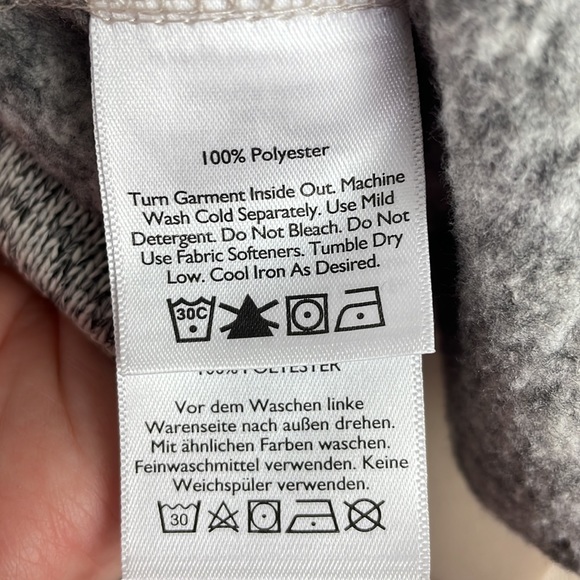 100% Polyester
Turn Garment Inside Out. Machine
Wash Cold Separately. Use Mild
Detergent. Do Not Bleach. Do Not
Use Fabric Softeners. Tumble Dry
Low. Cool Iron As Desired.
30C
100% POLYESTER
Vor dem Waschen linke
Warenseite nach außen drehen.
Mit ähnlichen Farben waschen.
Feinwaschmittel verwenden. Keine
Weichspüler verwenden.
30